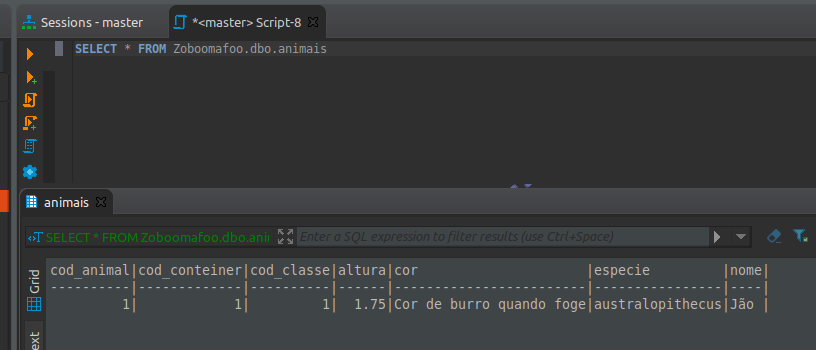 Sessions - master
*<master> Script-8
SELECT * FROM Zoboomafoo.dbo.animais
animais
SELECT * FROM Zoboomafoo.dbo.ani
Enter a SQL expression to filter results (use Ctrl+Space)
Grid
cod_animal|cod_conteiner|cod_classe|altura|cor                     |especie         |nome|
----------|-------------|----------|------|------------------------|----------------|----|
         1|            1|         1|  1.75|Cor de burro quando foge|australopithecus|Jão |
ext